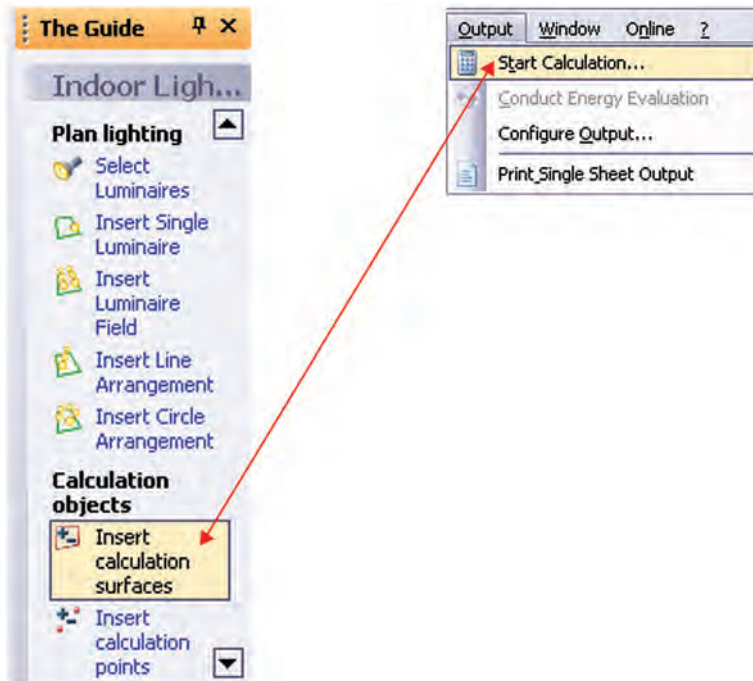 The Guide
Indoor Ligh...
Plan lighting
Select
Luminaires
Insert Single
Luminaire
Insert
Luminaire
Field
Insert Line
Arrangement
Insert Circle
Arrangement
Calculation
objects
Insert
calculation
surfaces
Insert
calculation
points
Output Window Online ?
Start Calculation...
Conduct Energy Evaluation
Configure Output...
Print Single Sheet Output